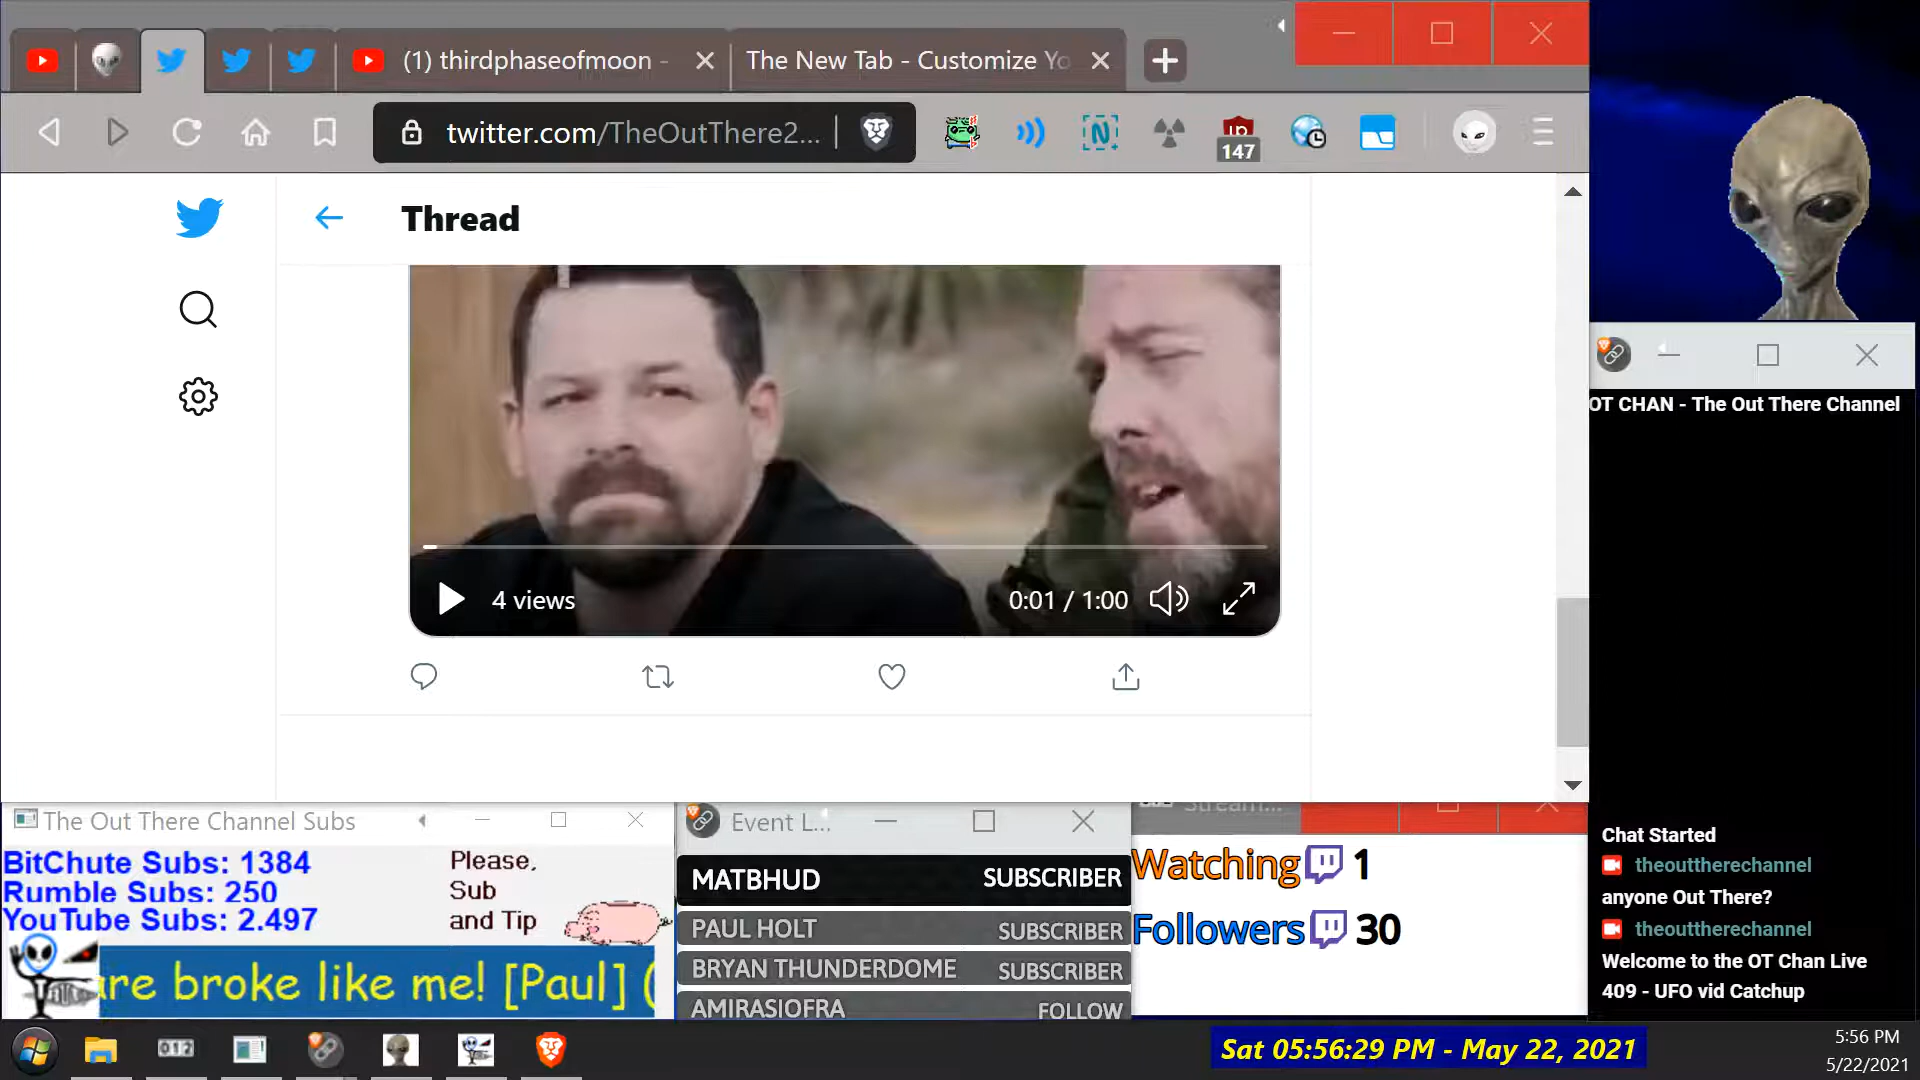 (1) thirdphaseofmoon -
The New Tab - Customize Yo
twitter.com/TheOutThere2...
147
Thread
4 views
0:01 / 1:00
OT CHAN - The Out There Channel
Chat Started
theouttherechannel
anyone Out There?
theouttherechannel
Welcome to the OT Chan Live
409 - UFO vid Catchup
The Out There Channel Subs
BitChute Subs: 1384
Rumble Subs: 250
YouTube Subs: 2.497
Please,
Sub
and Tip
are broke like me! [Paul] (
Event L...
MATBHUD SUBSCRIBER
PAUL HOLT SUBSCRIBER
BRYAN THUNDERDOME SUBSCRIBER
AMIRASIOFRA FOLLOW
Stream...
Watching 1
Followers 30
012
Sat 05:56:29 PM - May 22, 2021
5:56 PM
5/22/2021